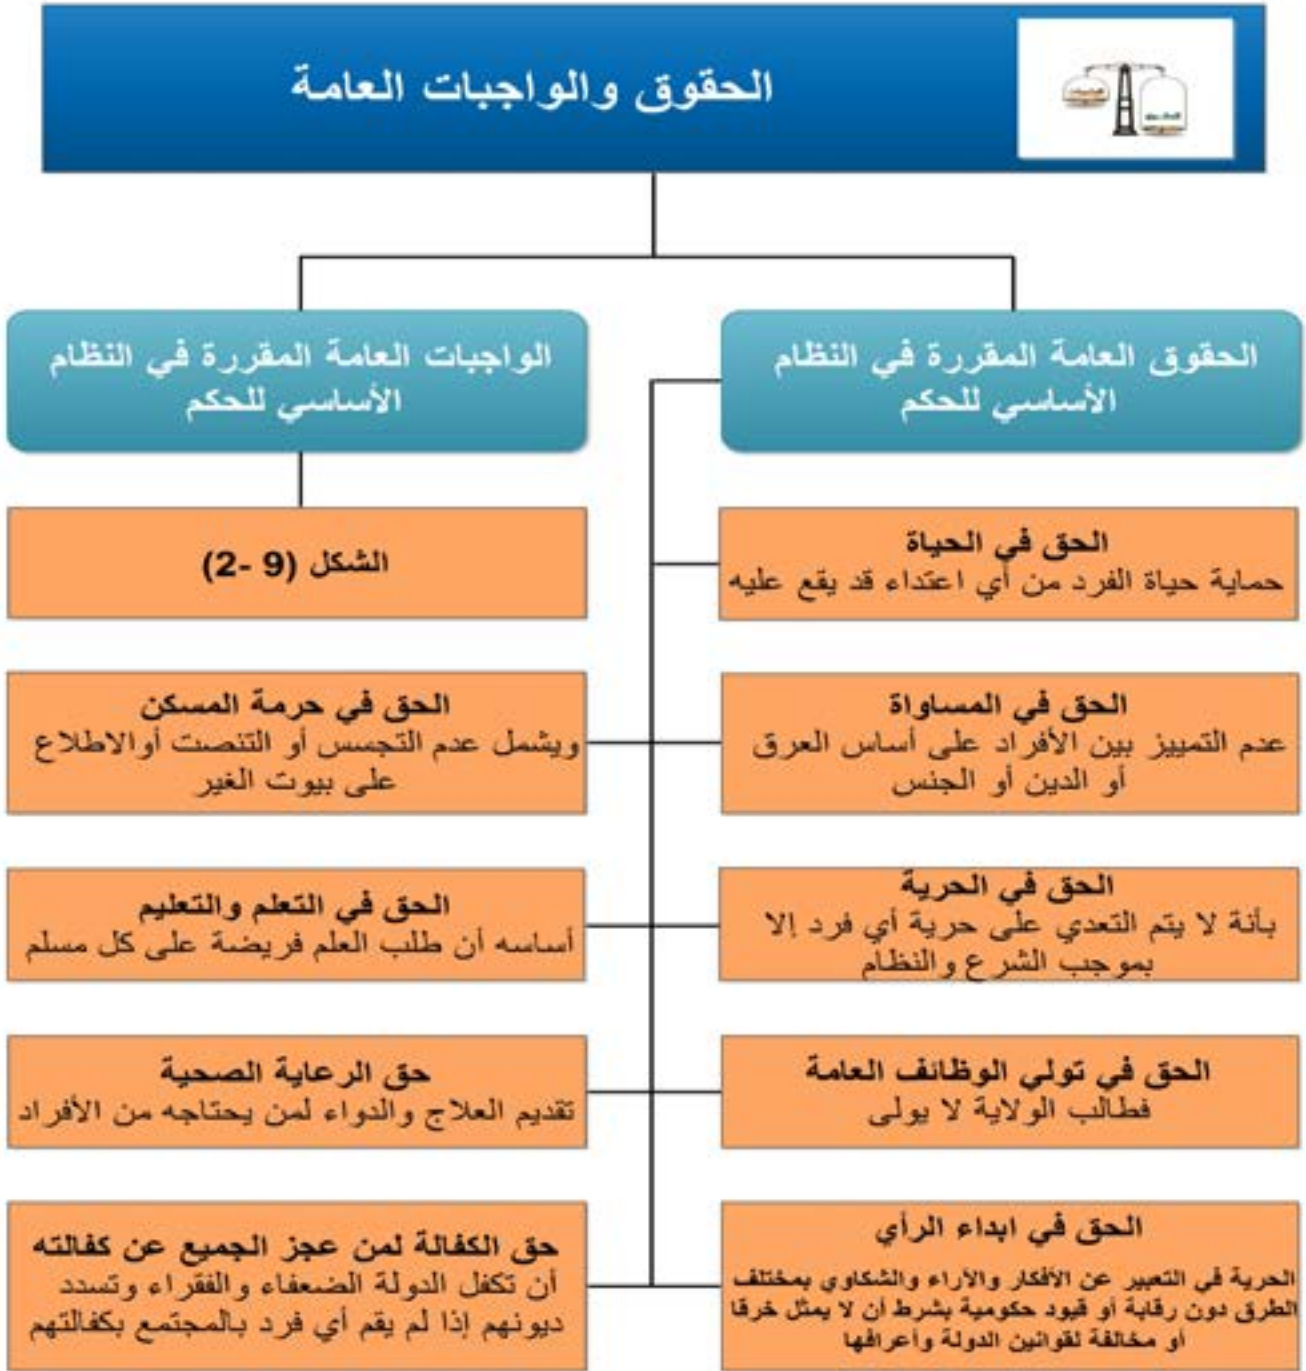 الحقوق والواجبات العامة
الحقوق العامة المقررة في النظام
الأساسي للحكم
الواجبات العامة المقررة في النظام
الأساسي للحكم
الحق في الحياة
حماية حياة الفرد من أي اعتداء قد يقع عليه
الشكل (9 -2)
الحق في المساواة
عدم التمييز بين الأفراد على أساس العرق
أو الدين أو الجنس
الحق في حرمة المسكن
ويشمل عدم التجسس أو التنصت أوالاطلاع
على بيوت الغير
الحق في الحرية
بأنة لا يتم التعدي على حرية أي فرد إلا
بموجب الشرع والنظام
الحق في التعلم والتعليم
أساسه أن طلب العلم فريضة على كل مسلم
الحق في تولي الوظائف العامة
فطالب الولاية لا يولى
حق الرعاية الصحية
تقديم العلاج والدواء لمن يحتاجه من الأفراد
الحق في ابداء الرأي
الحرية في التعبير عن الأفكار والأراء والشكاوي بمختلف
الطرق دون رقابة أو قيود حكومية بشرط أن لا يمثل خرقا
أو مخالفة لقوانين الدولة وأعرافها
حق الكفالة لمن عجز الجميع عن كفالته
أن تكفل الدولة الضعفاء والفقراء وتسدد
ديونهم إذا لم يقم أي فرد بالمجتمع بكفالتهم